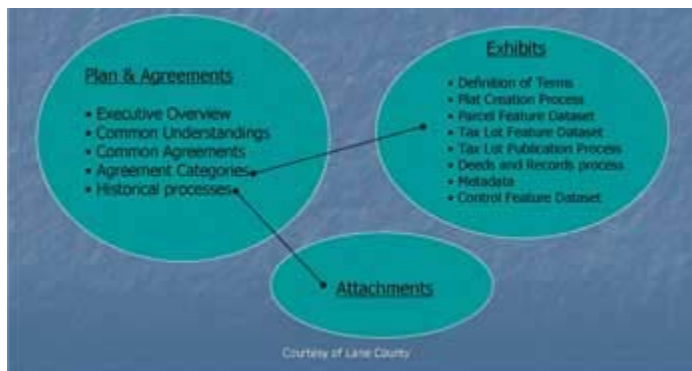 Plan & Agreements
• Executive Overview
• Common Understandings
• Common Agreements
• Agreement Categories
• Historical processes
Exhibits
• Definition of Terms
• Plat Creation Process
• Parcel Feature Dataset
• Tax Lot Feature Dataset
• Tax Lot Publication Process
• Deeds and Records process
• Metadata
• Control Feature Dataset
Attachments
Courtesy of Lane County